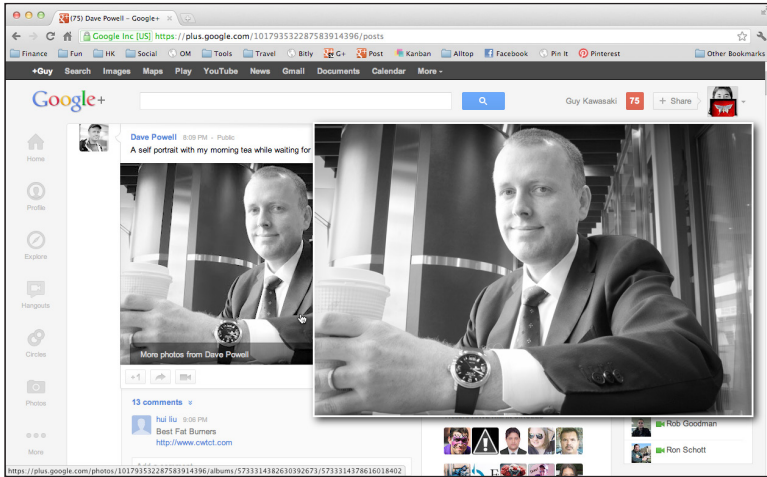 (75) Dave Powell - Google+
Google Inc [US] https://plus.google.com/101793532287583914396/posts
Finance Fun HK Social OM Tools Travel Bitly G+ Post Kanban Alltop Facebook Pin It Pinterest Other Bookmarks
+Guy Search Images Maps Play YouTube News Gmail Documents Calendar More
Google+
Guy Kawasaki 75 + Share
Home
Profile
Explore
Hangouts
Circles
Photos
More
Dave Powell 8:09 PM - Public
A self portrait with my morning tea while waiting for
More photos from Dave Powell
+1
13 comments
hui liu 9:06 PM
Best Fat Burners
http://www.cwtct.com
Add a comment
Rob Goodman
Ron Schott
https://plus.google.com/photos/101793532287583914396/albums/5733314382630392673/5733314378616018402